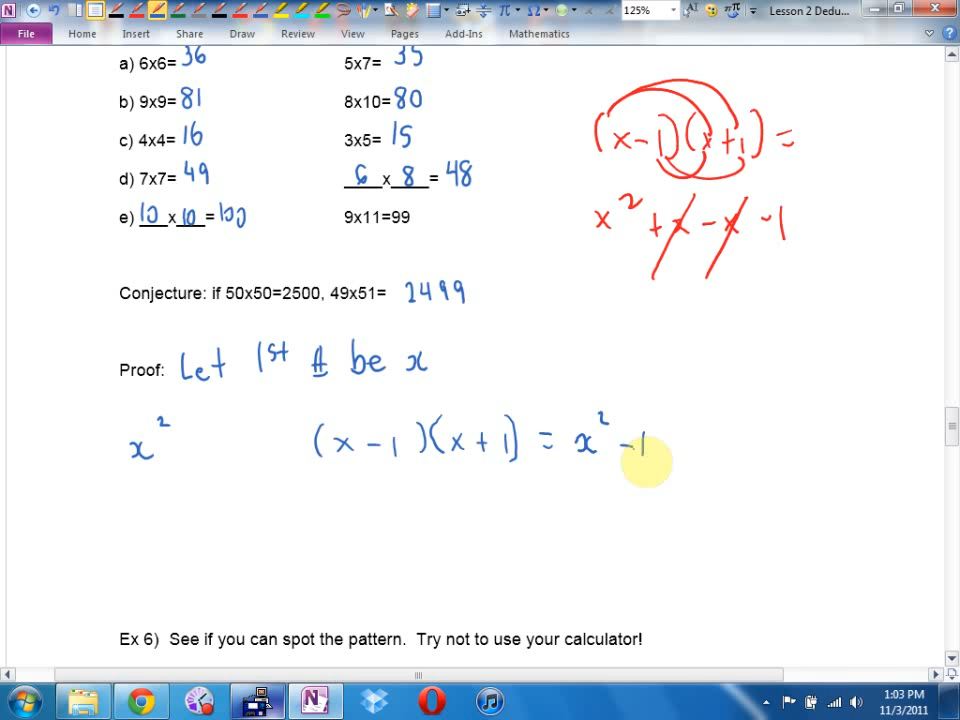 125% Lesson 2 Dedu...
File Home Insert Share Draw Review View Pages Add-Ins Mathematics
a) 6x6= 36 5x7= 35
b) 9x9= 81 8x10= 80
c) 4x4= 16 3x5= 15
d) 7x7= 49 6 x 8 = 48
e) 10 x 10 = 100 9x11=99
(x-1)(x+1) =
x² + x - x - 1
Conjecture: if 50x50=2500, 49x51= 2499
Proof: Let 1st # be x
x² (x - 1)(x + 1) = x² - 1
Ex 6) See if you can spot the pattern. Try not to use your calculator!
1:03 PM
11/3/2011